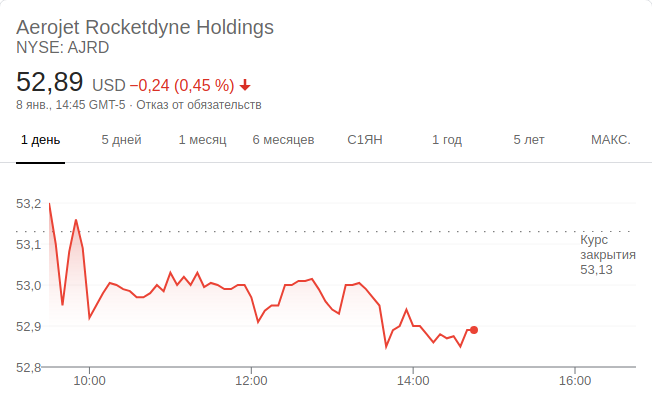 Aerojet Rocketdyne Holdings
NYSE: AJRD
52,89 USD −0,24 (0,45 %)
8 янв., 14:45 GMT-5 · Отказ от обязательств
1 день 5 дней 1 месяц 6 месяцев С1ЯН 1 год 5 лет МАКС.
53,2
53,1
53,0
52,9
52,8
Курс
закрытия
53,13
10:00 12:00 14:00 16:00